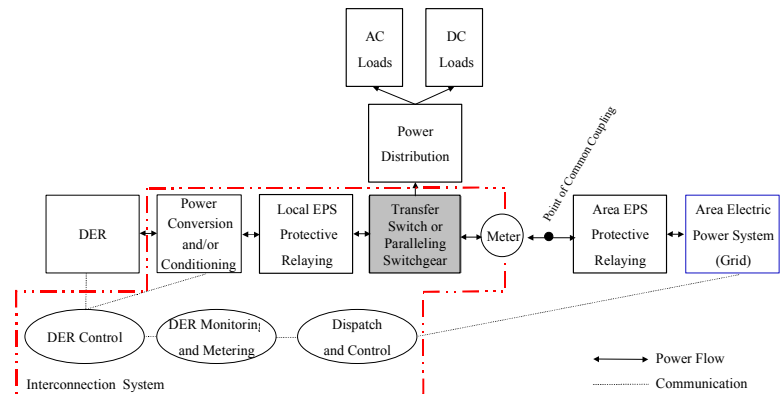 AC
Loads
DC
Loads
Power
Distribution
Point of Common Coupling
DER
Power
Conversion
and/or
Conditioning
Local EPS
Protective
Relaying
Transfer
Switch or
Paralleling
Switchgear
Meter
Area EPS
Protective
Relaying
Area Electric
Power System
(Grid)
DER Control
DER Monitoring
and Metering
Dispatch
and Control
Interconnection System
Power Flow
Communication